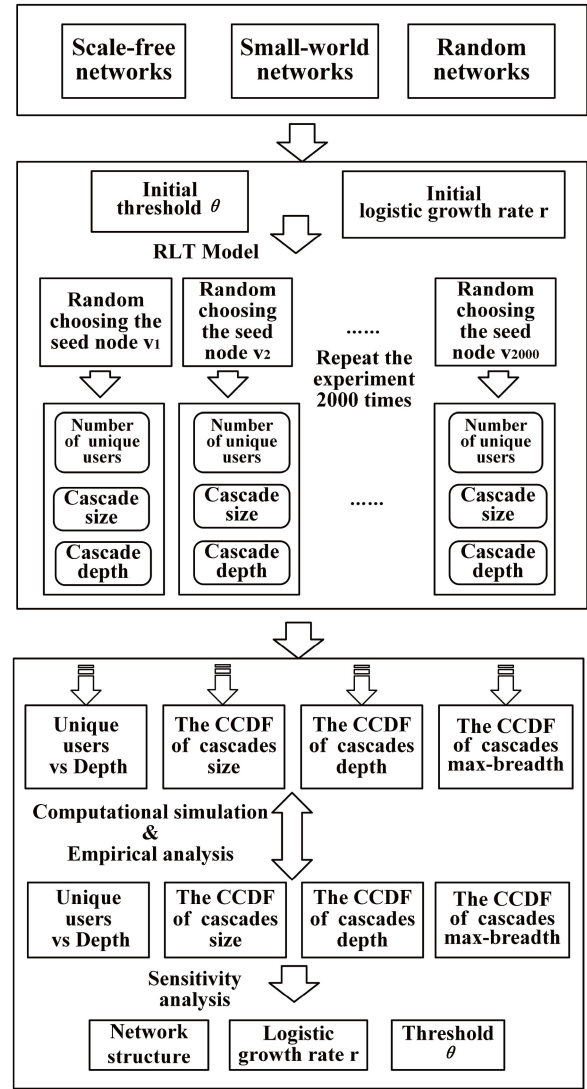 Scale-free
networks
Small-world
networks
Random
networks
Initial
threshold θ
Initial
logistic growth rate r
RLT Model
Random
choosing the
seed node v1
Random
choosing
the seed
node v2
......
Repeat the
experiment
2000 times
Random
choosing
the seed
node v2000
Number
of unique
users
Cascade
size
Cascade
depth
Number
of unique
users
Cascade
size
Cascade
depth
......
Number
of unique
users
Cascade
size
Cascade
depth
Unique
users
vs Depth
The CCDF
of cascades
size
The CCDF
of cascades
depth
The CCDF
of cascades
max-breadth
Computational simulation
&
Empirical analysis
Unique
users
vs Depth
The CCDF
of cascades
size
The CCDF
of cascades
depth
The CCDF
of cascades
max-breadth
Sensitivity
analysis
Network
structure
Logistic
growth rate r
Threshold
θ